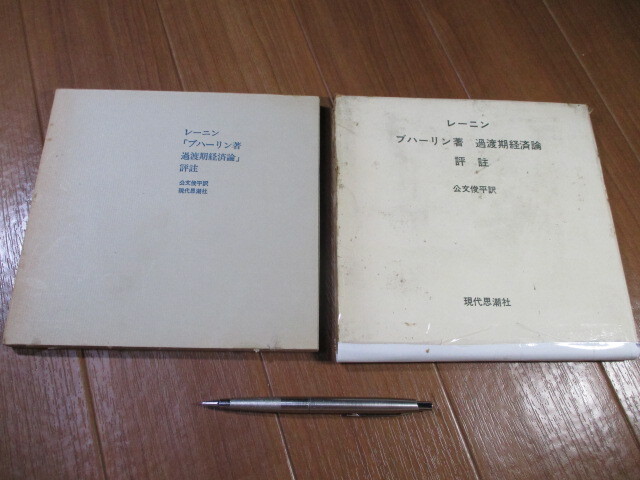 レーニン
「ブハーリン著
過渡期経済論」
評註
公文俊平訳
現代思潮社
レーニン
ブハーリン著 過渡期経済論
評註
公文俊平訳
現代思潮社